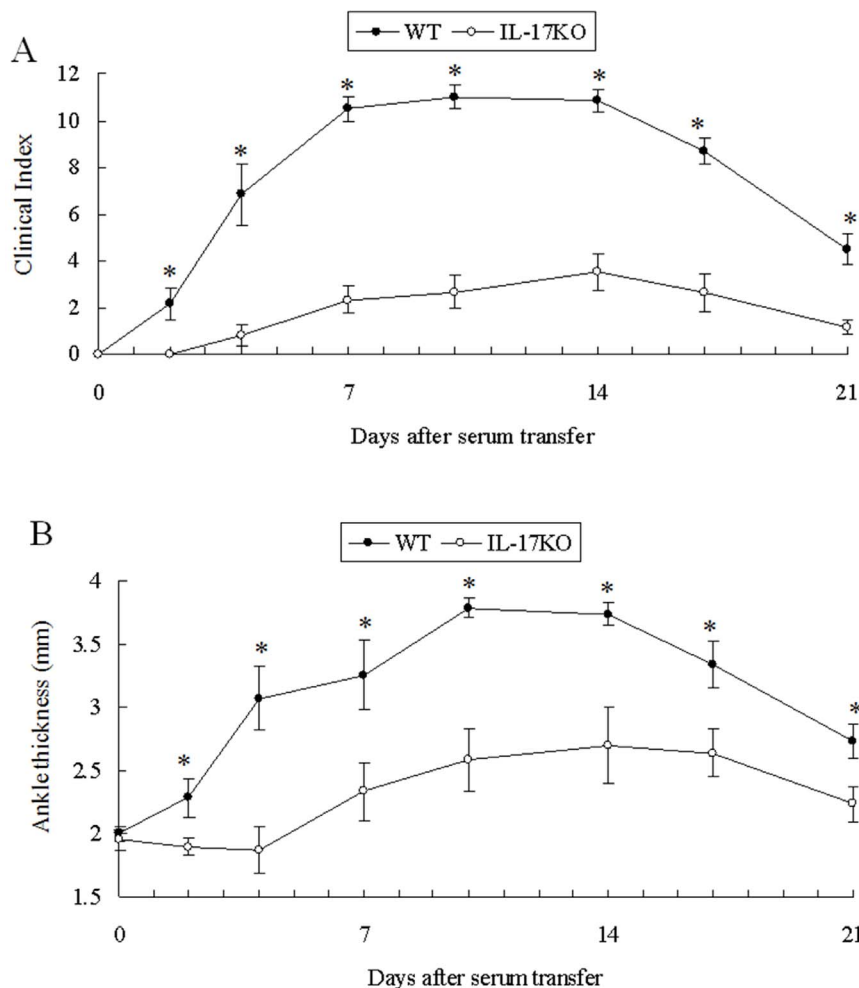 WT IL-17KO
A
* * * * * * *
12
10
8
6
4
2
0
Clinical Index
0 7 14 21
Days after serum transfer
B
WT IL-17KO
* * * * * * *
4
3.5
3
2.5
2
1.5
Anklethickness (mm)
0 7 14 21
Days after serum transfer